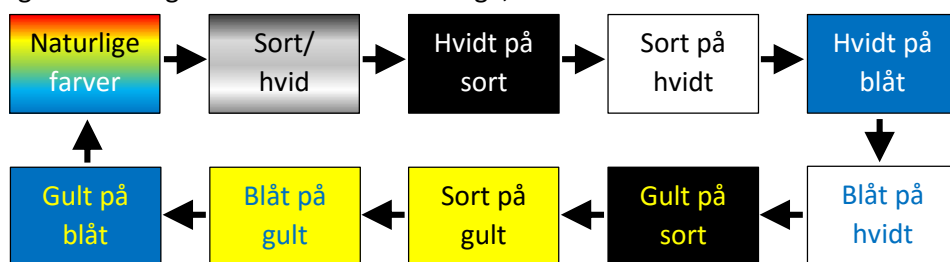 Naturlige
farver
Sort/
hvid
Hvidt på
sort
Sort på
hvidt
Hvidt på
blåt
Blåt på
hvidt
Gult på
sort
Sort på
gult
Blåt på
gult
Gult på
blåt